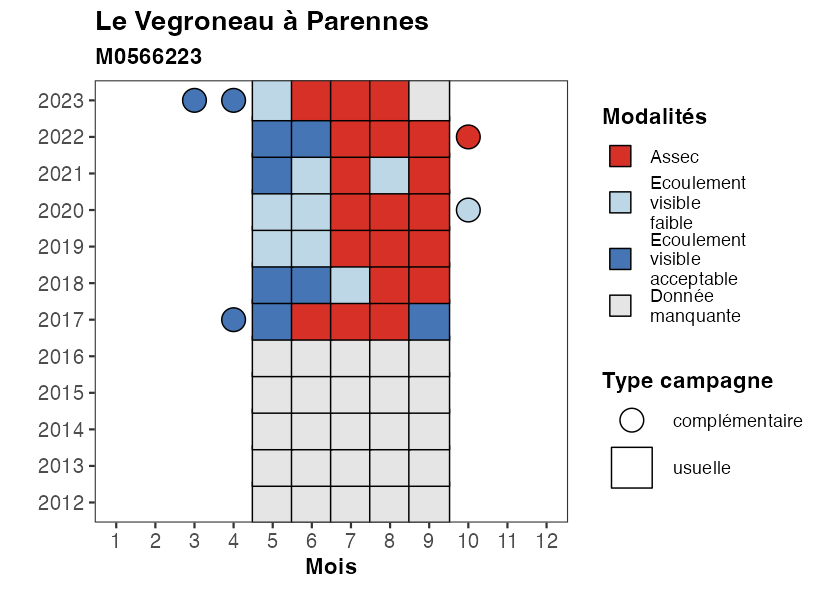 Le Vegroneau à Parennes
M0566223
2023
2022
2021
2020
2019
2018
2017
2016
2015
2014
2013
2012
1 2 3 4 5 6 7 8 9 10 11 12
Mois
Modalités
Assec
Ecoulement
visible
faible
Ecoulement
visible
acceptable
Donnée
manquante
Type campagne
complémentaire
usuelle